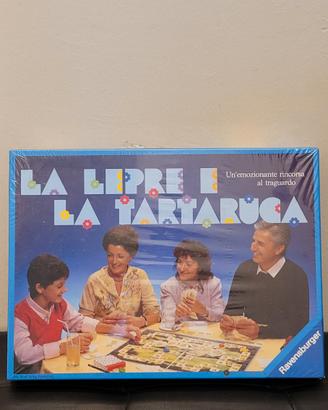 LA LEPRE E
LA TARTARUGA
Un'emozionante rincorsa
al traguardo
Ravensburger